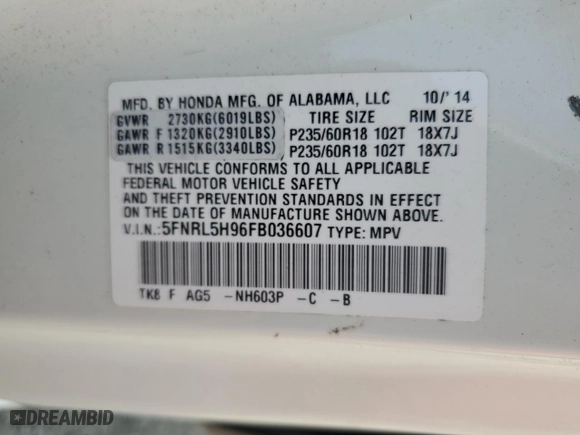 MFD. BY HONDA MFG. OF ALABAMA, LLC 10/'14
GVWR 2730KG(6019LBS) TIRE SIZE RIM SIZE
GAWR F 1320KG(2910LBS) P235/60R18 102T 18X7J
GAWR R 1515KG(3340LBS) P235/60R18 102T 18X7J
THIS VEHICLE CONFORMS TO ALL APPLICABLE
FEDERAL MOTOR VEHICLE SAFETY
AND THEFT PREVENTION STANDARDS IN EFFECT
ON THE DATE OF MANUFACTURE SHOWN ABOVE.
V.I.N.:5FNRL5H96FB036607 TYPE: MPV
TK8 F AG5 -NH603P -C -B
DREAMBID